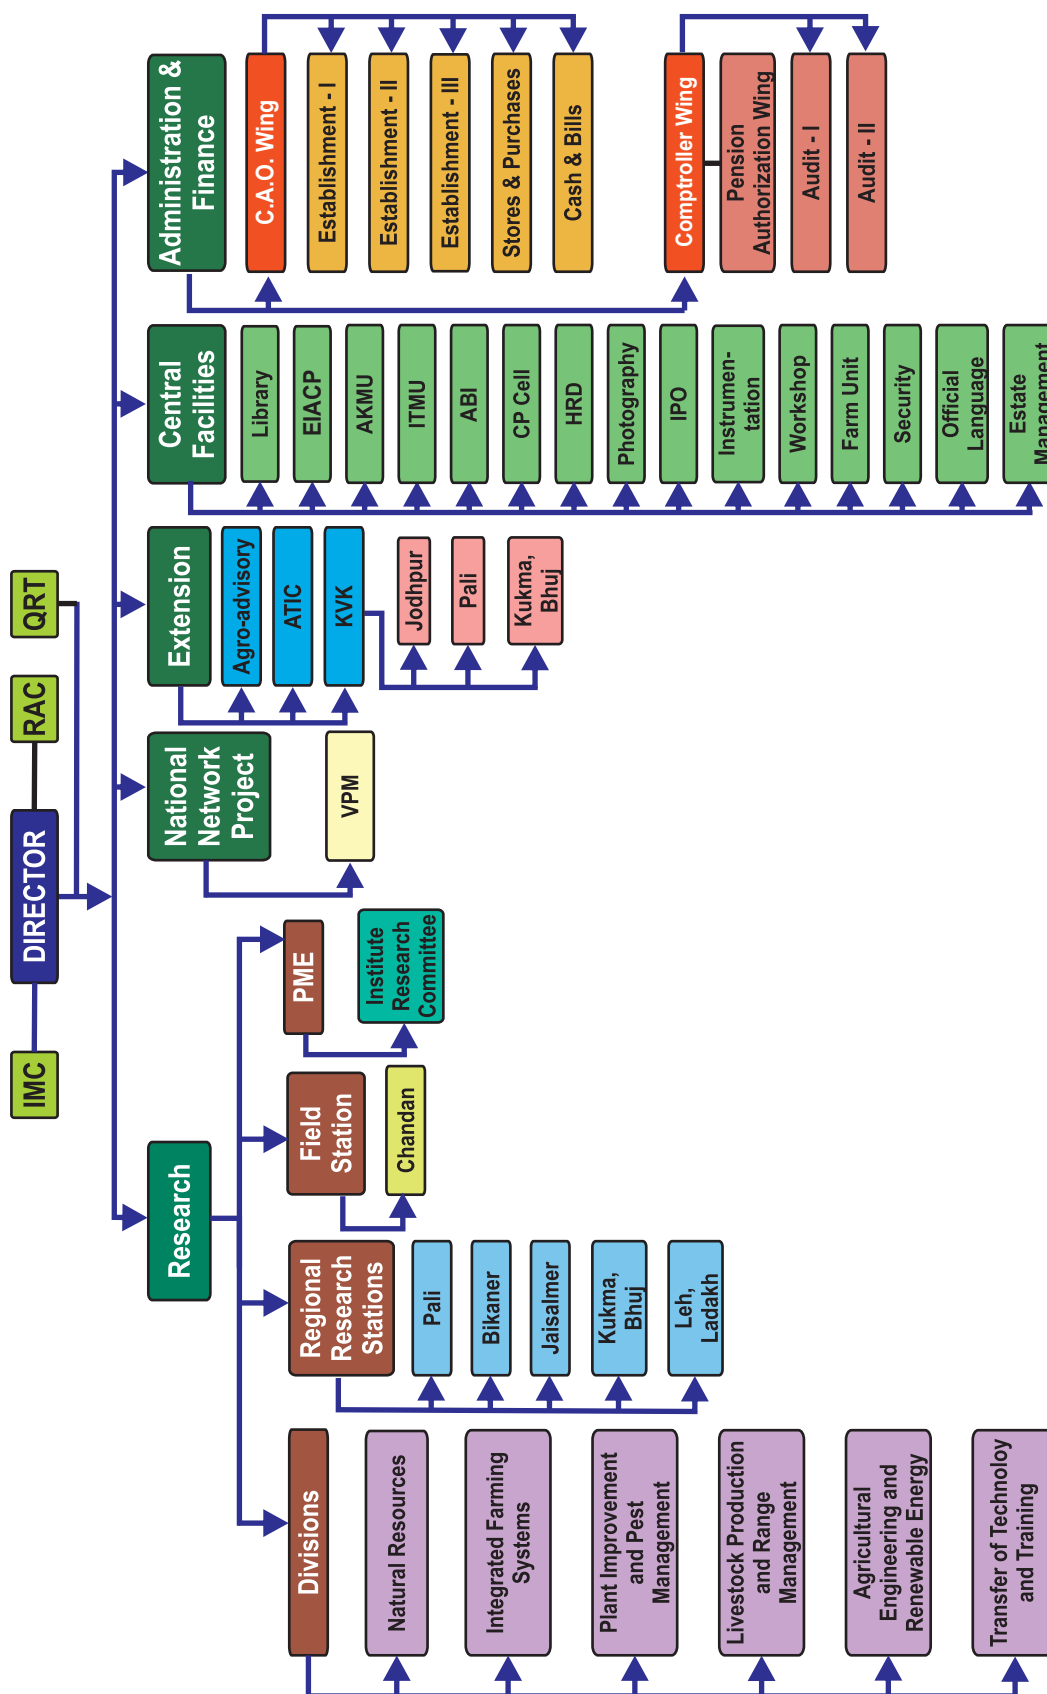 IMC
DIRECTOR
RAC
QRT
Research
National
Network
Project
Extension
Central
Facilities
Administration &
Finance
Divisions
Natural Resources
Integrated Farming
Systems
Plant Improvement
and Pest
Management
Livestock Production
and Range
Management
Agricultural
Engineering and
Renewable Energy
Transfer of Technoloy
and Training
Regional
Research
Stations
Pali
Bikaner
Jaisalmer
Kukma,
Bhuj
Leh,
Ladakh
Field
Station
Chandan
PME
Institute
Research
Committee
VPM
Agro-advisory
ATIC
KVK
Jodhpur
Pali
Kukma,
Bhuj
Library
EIACP
AKMU
ITMU
ABI
CP Cell
HRD
Photography
IPO
Instrumen-
tation
Workshop
Farm Unit
Security
Official
Language
Estate
Management
C.A.O. Wing
Establishment - I
Establishment - II
Establishment - III
Stores & Purchases
Cash & Bills
Comptroller Wing
Pension
Authorization Wing
Audit - I
Audit - II